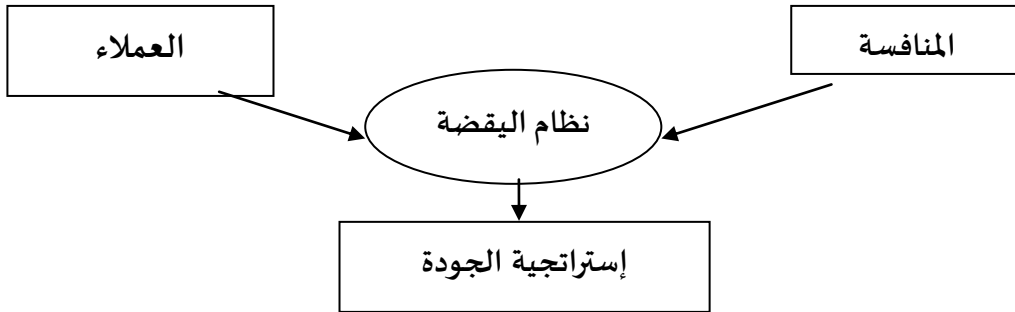 المنافسة
العملاء
نظام اليقضة
إستراتجية الجودة